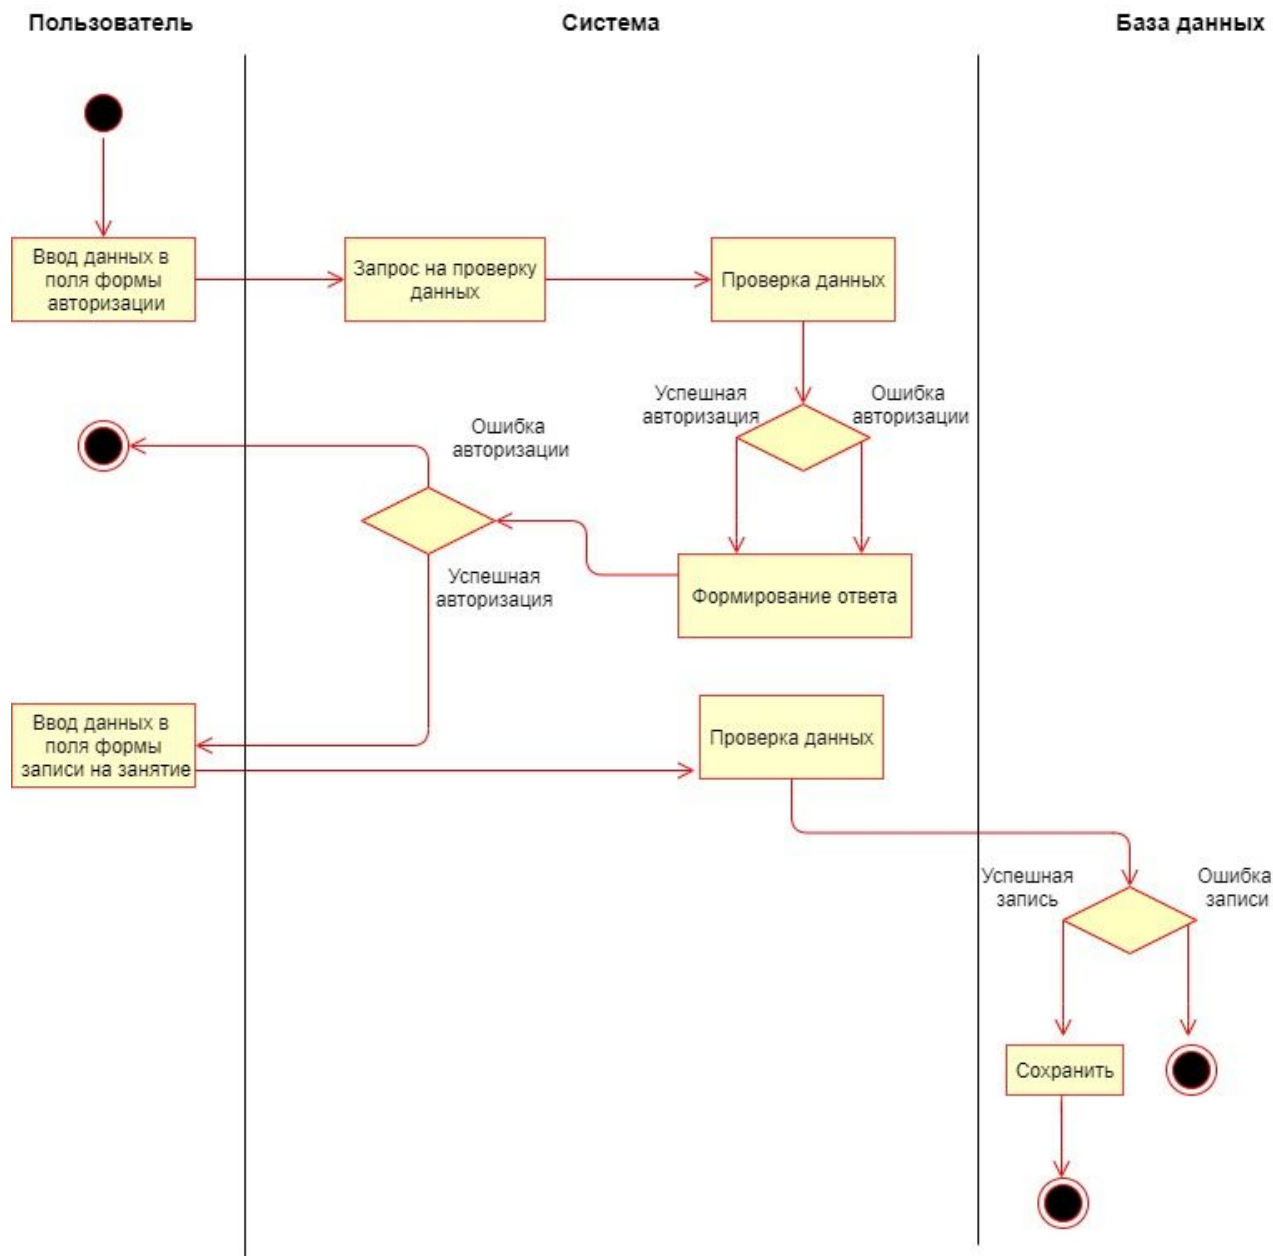 Пользователь
Система
База данных
Ввод данных в
поля формы
авторизации
Запрос на проверку
данных
Проверка данных
Успешная
авторизация
Ошибка
авторизации
Ошибка
авторизации
Успешная
авторизация
Формирование ответа
Ввод данных в
поля формы
записи на занятие
Проверка данных
Успешная
запись
Ошибка
записи
Сохранить